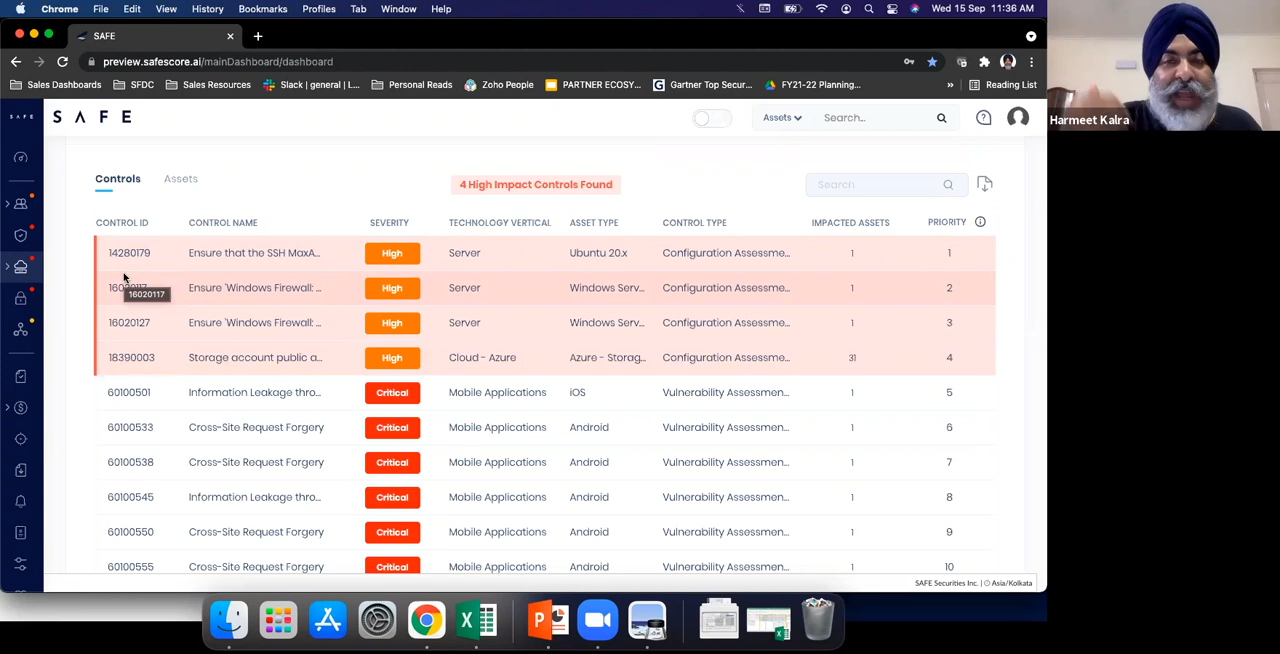 Chrome File Edit View History Bookmarks Profiles Tab Window Help Wed 15 Sep 11:36 AM
SAFE
preview.safescore.ai/mainDashboard/dashboard
Sales Dashboards SFDC Sales Resources Slack | general | L... Personal Reads Zoho People PARTNER ECOSY... Gartner Top Secur... FY21-22 Planning... » Reading List
Harmeet Kalra
SAFE SAFE Assets Search...
Controls Assets 4 High Impact Controls Found Search
CONTROL ID CONTROL NAME SEVERITY TECHNOLOGY VERTICAL ASSET TYPE CONTROL TYPE IMPACTED ASSETS PRIORITY
14280179 Ensure that the SSH MaxA... High Server Ubuntu 20.x Configuration Assessme... 1 1
16020117 Ensure 'Windows Firewall: ... High Server Windows Serv... Configuration Assessme... 1 2
16020117
16020127 Ensure 'Windows Firewall: ... High Server Windows Serv... Configuration Assessme... 1 3
18390003 Storage account public a... High Cloud - Azure Azure - Storag... Configuration Assessme... 31 4
60100501 Information Leakage thro... Critical Mobile Applications iOS Vulnerability Assessmen... 1 5
60100533 Cross-Site Request Forgery Critical Mobile Applications Android Vulnerability Assessmen... 1 6
60100538 Cross-Site Request Forgery Critical Mobile Applications Android Vulnerability Assessmen... 1 7
60100545 Information Leakage thro... Critical Mobile Applications Android Vulnerability Assessmen... 1 8
60100550 Cross-Site Request Forgery Critical Mobile Applications Android Vulnerability Assessmen... 1 9
60100555 Cross-Site Request Forgery Critical Mobile Applications Android Vulnerability Assessmen... 1 10
SAFE Securities Inc. | Asia/Kolkata